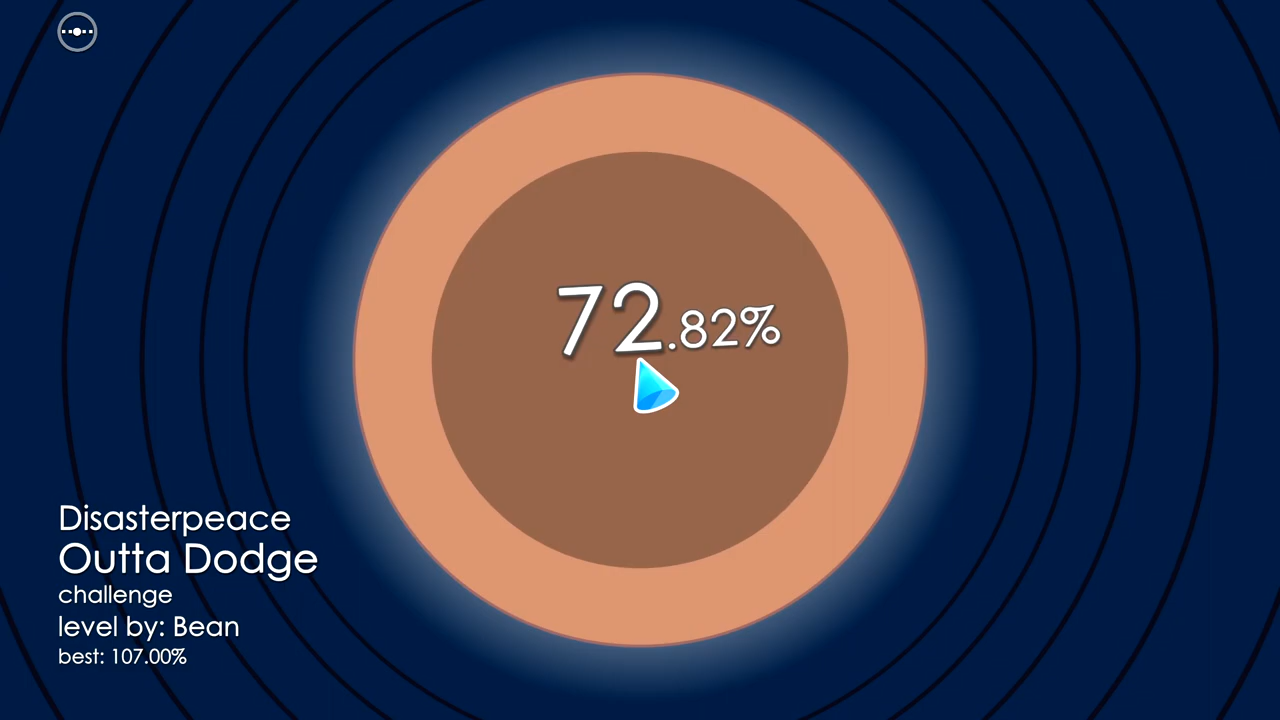 72.82%
Disasterpeace
Outta Dodge
challenge
level by: Bean
best: 107.00%